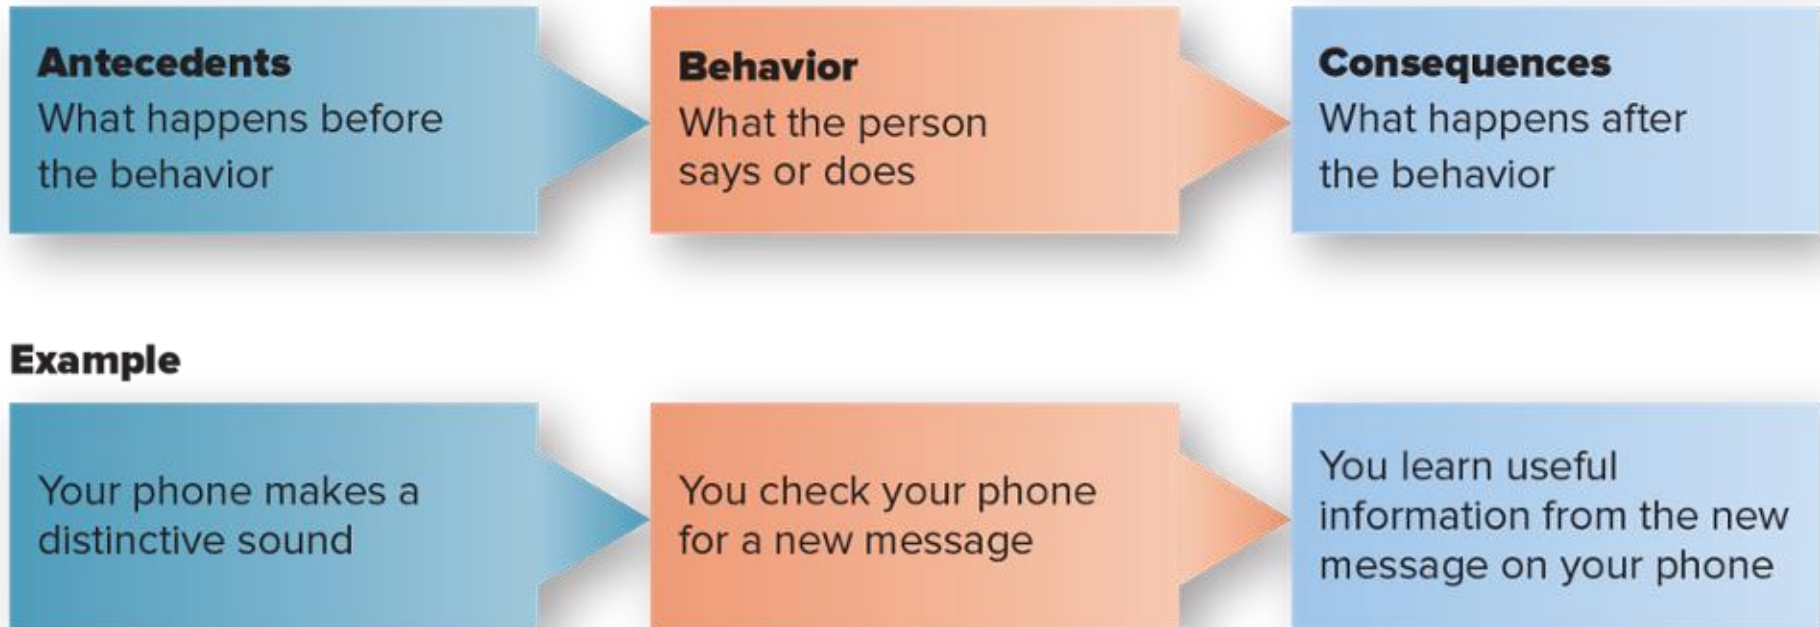 Antecedents
What happens before
the behavior
Behavior
What the person
says or does
Consequences
What happens after
the behavior
Example
Your phone makes a
distinctive sound
You check your phone
for a new message
You learn useful
information from the new
message on your phone